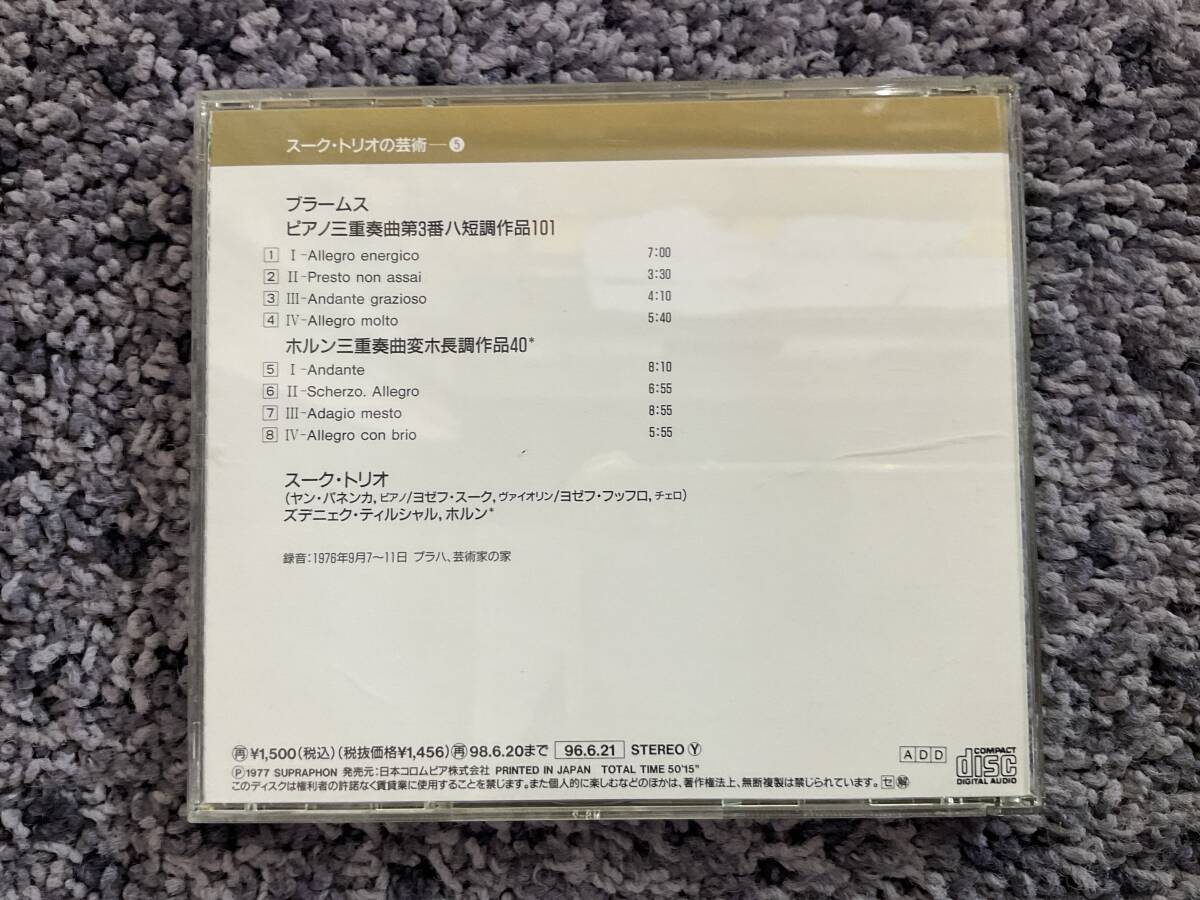 スーク・トリオの芸術―❺
ブラームス
ピアノ三重奏曲第3番ハ短調作品101
1 Ⅰ-Allegro energico 7:00
2 Ⅱ-Presto non assai 3:30
3 Ⅲ-Andante grazioso 4:10
4 Ⅳ-Allegro molto 5:40
ホルン三重奏曲変ホ長調作品40*
5 Ⅰ-Andante 8:10
6 Ⅱ-Scherzo. Allegro 6:55
7 Ⅲ-Adagio mesto 8:55
8 Ⅳ-Allegro con brio 5:55
スーク・トリオ
(ヤン・パネンカ,ピアノ/ヨゼフ・スーク,ヴァイオリン/ヨゼフ・フッフロ,チェロ)
ズデニェク・ティルシャル,ホルン*
録音:1976年9月7〜11日 プラハ、芸術家の家
再¥1,500(税込)(税抜価格¥1,456)再98.6.20まで 96.6.21 STEREO Ⓨ
Ⓟ1977 SUPRAPHON 発売元:日本コロムビア株式会社 PRINTED IN JAPAN TOTAL TIME 50'15"
このディスクは権利者の許諾なく賃貸業に使用することを禁じます。また個人的に楽しむなどのほかは、著作権法上、無断複製は禁じられています。
ADD
COMPACT
disc
DIGITAL AUDIO